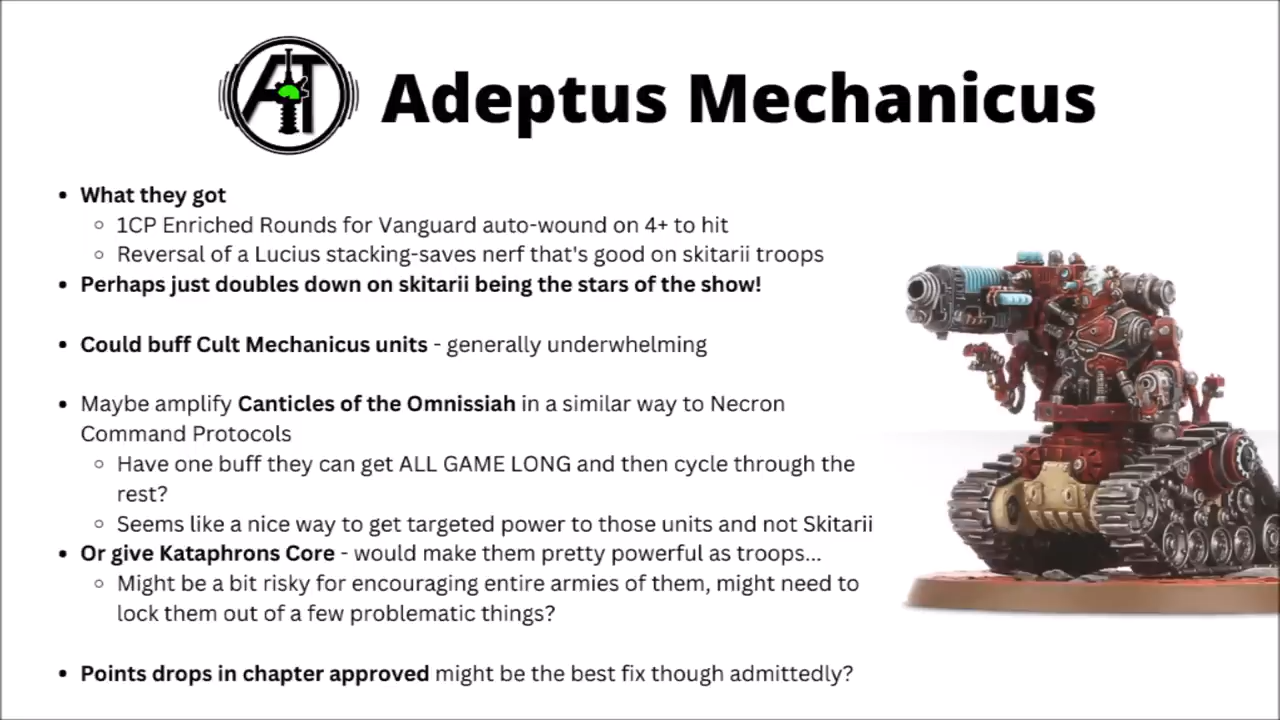 AT
Adeptus Mechanicus
• What they got
◦ 1CP Enriched Rounds for Vanguard auto-wound on 4+ to hit
◦ Reversal of a Lucius stacking-saves nerf that's good on skitarii troops
• Perhaps just doubles down on skitarii being the stars of the show!
• Could buff Cult Mechanicus units - generally underwhelming
• Maybe amplify Canticles of the Omnissiah in a similar way to Necron
Command Protocols
◦ Have one buff they can get ALL GAME LONG and then cycle through the
rest?
◦ Seems like a nice way to get targeted power to those units and not Skitarii
• Or give Kataphrons Core - would make them pretty powerful as troops...
◦ Might be a bit risky for encouraging entire armies of them, might need to
lock them out of a few problematic things?
• Points drops in chapter approved might be the best fix though admittedly?